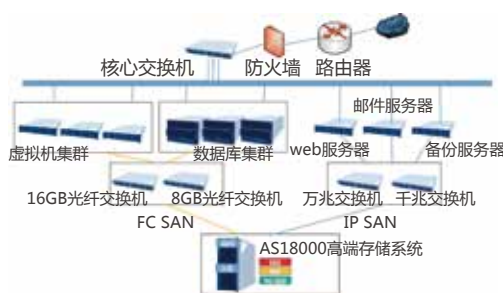 核心交换机 防火墙 路由器
邮件服务器
虚拟机集群 数据库集群 web服务器 备份服务器
16GB光纤交换机 8GB光纤交换机 万兆交换机 千兆交换机
FC SAN IP SAN
AS18000高端存储系统